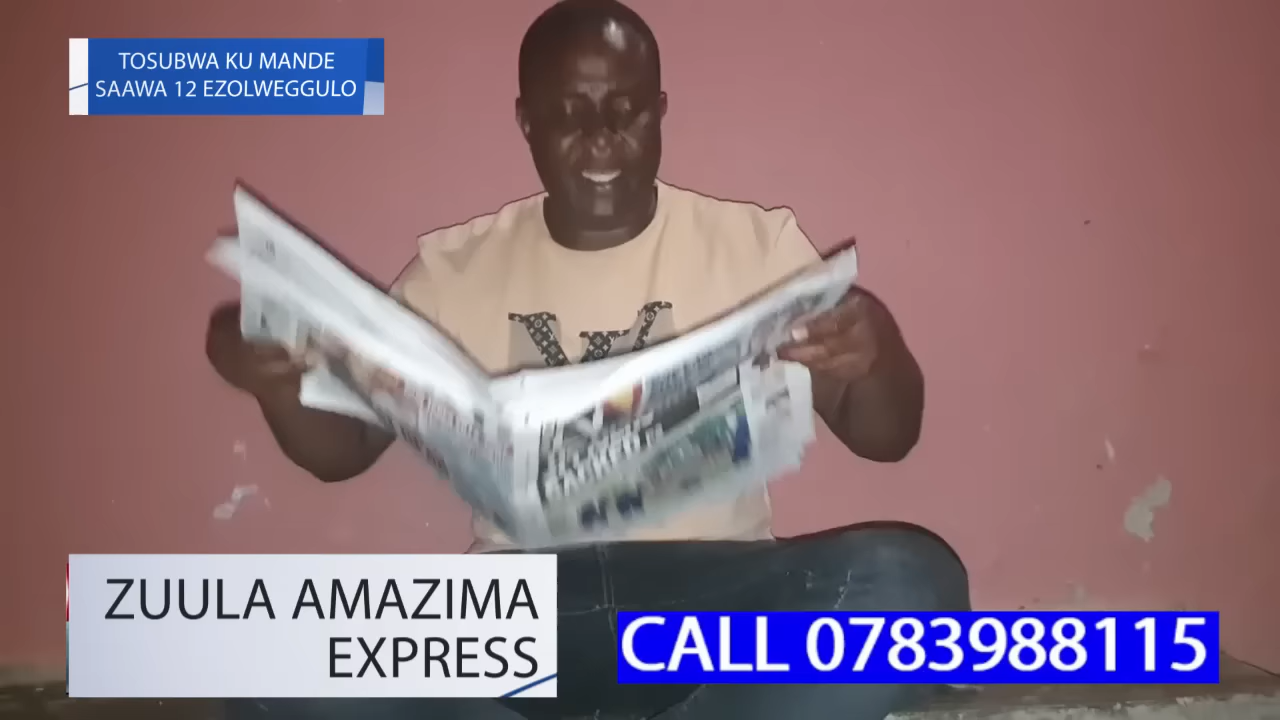 TOSUBWA KU MANDE
SAAWA 12 EZOLWEGGULO
ZUULA AMAZIMA
EXPRESS
CALL 0783988115